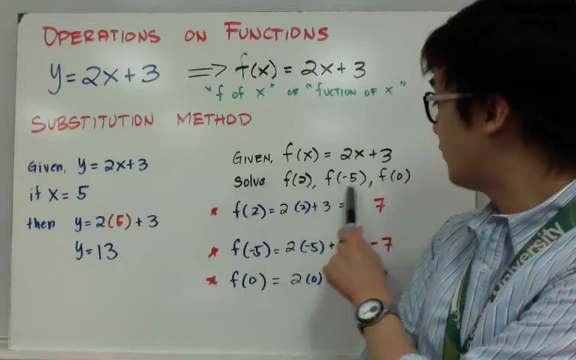 OPERATIONS ON FUNCTIONS
y = 2x + 3 ⟹ f(x) = 2x + 3
"f of x" or "fuction of x"
SUBSTITUTION METHOD
Given, y = 2x + 3
if x = 5
then y = 2(5) + 3
y = 13
GIVEN, f(x) = 2x + 3
Solve f(2), f(-5), f(0)
* f(2) = 2(2) + 3 = 7
* f(-5) = 2(-5) + -7
* f(0) = 2(0)
University